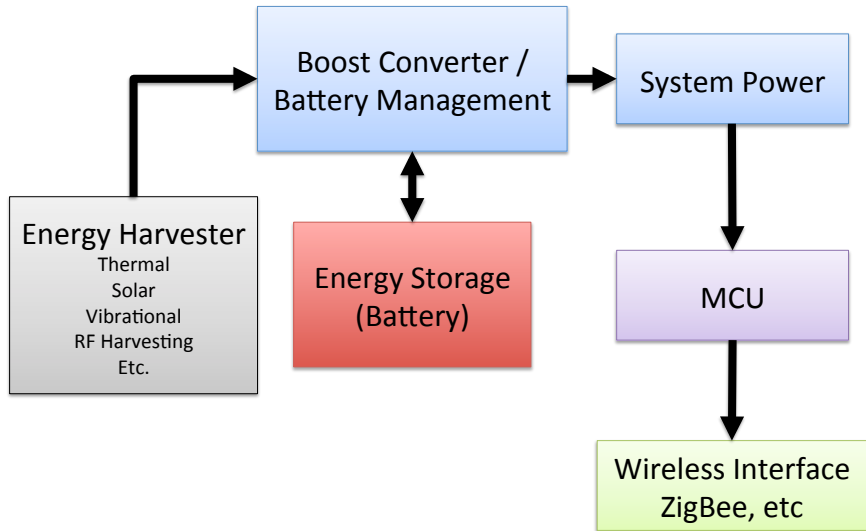 Boost Converter /
Battery Management
System Power
Energy Harvester
Thermal
Solar
Vibrational
RF Harvesting
Etc.
Energy Storage
(Battery)
MCU
Wireless Interface
ZigBee, etc